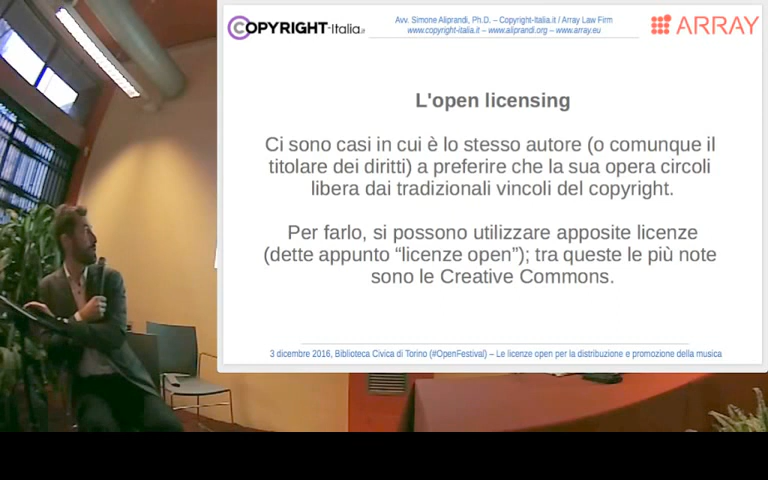 COPYRIGHT-Italia.it
Avv. Simone Aliprandi, Ph.D. – Copyright-Italia.it / Array Law Firm
www.copyright-italia.it – www.aliprandi.org – www.array.eu
ARRAY
L'open licensing
Ci sono casi in cui è lo stesso autore (o comunque il
titolare dei diritti) a preferire che la sua opera circoli
libera dai tradizionali vincoli del copyright.
Per farlo, si possono utilizzare apposite licenze
(dette appunto “licenze open”); tra queste le più note
sono le Creative Commons.
3 dicembre 2016, Biblioteca Civica di Torino (#OpenFestival) – Le licenze open per la distribuzione e promozione della musica